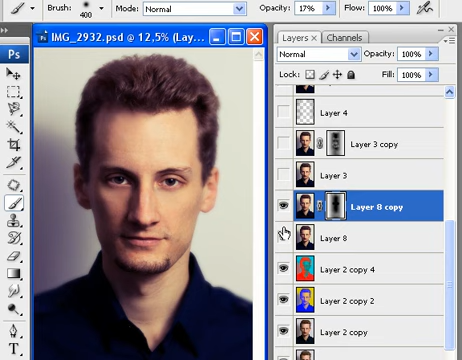 Brush: 400 Mode: Normal Opacity: 17% Flow: 100%
IMG_2932.psd @ 12,5% (Lay...
Ps
T
Layers x Channels
Normal Opacity: 100%
Lock: Fill: 100%
Layer 4
Layer 3 copy
Layer 3
Layer 8 copy
Layer 8
Layer 2 copy 4
Layer 2 copy 2
Layer 2 copy